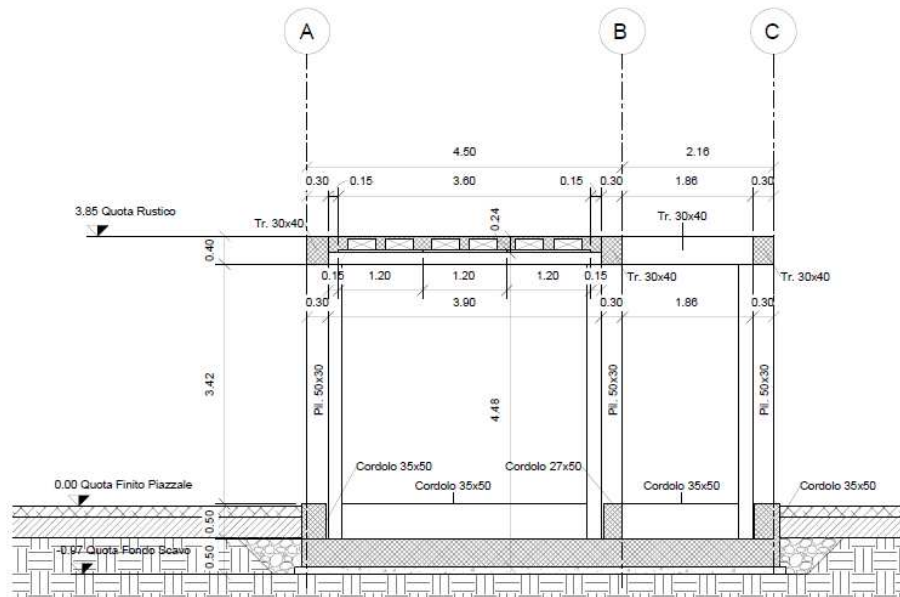 A B C
4.50 2.16
0.30 0.15 3.60 0.15 0.30 1.86 0.30
3.85 Quota Rustico
Tr. 30x40
0.24
Tr. 30x40
0.40
0.15 1.20 1.20 1.20 0.15
Tr. 30x40
Tr. 30x40
0.30 3.90 0.30 1.86 0.30
3.42
Pil. 50x30
4.48
Pil. 50x30
Pil. 50x30
Cordolo 35x50
Cordolo 27x50
0.00 Quota Finito Piazzale
Cordolo 35x50
Cordolo 35x50
Cordolo 35x50
0.50
-0.97 Quota Fondo Scavo
0.50